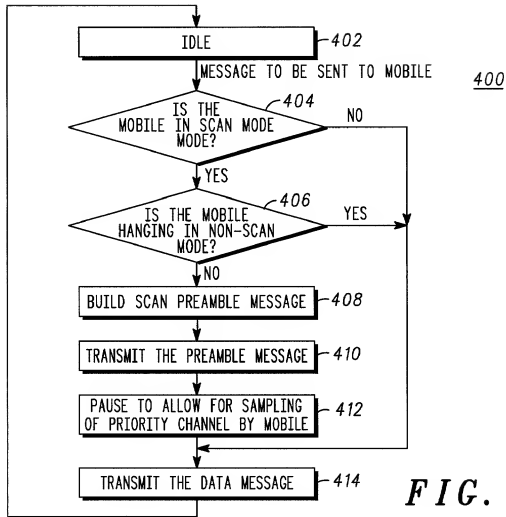 IDLE
402
MESSAGE TO BE SENT TO MOBILE
400
404
IS THE
MOBILE IN SCAN MODE
MODE?
NO
YES
406
IS THE MOBILE
HANGING IN NON-SCAN
MODE?
YES
NO
BUILD SCAN PREAMBLE MESSAGE
408
TRANSMIT THE PREAMBLE MESSAGE
410
PAUSE TO ALLOW FOR SAMPLING
OF PRIORITY CHANNEL BY MOBILE
412
TRANSMIT THE DATA MESSAGE
414
FIG.